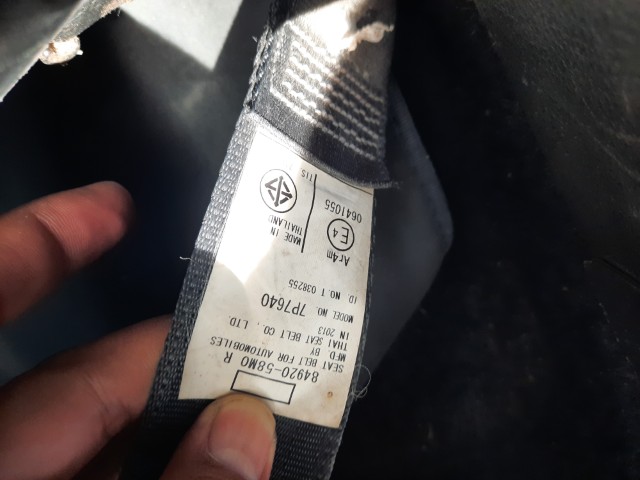 84920-58M0 R
SEAT BELT FOR AUTOMOBILES
MFD BY
THAI SEAT BELT CO., LTD.
IN 2013
MODEL NO. 7P7640
ID NO. T 038255
Ar4m
E4
0641055
MADE IN
THAILAND
TIS